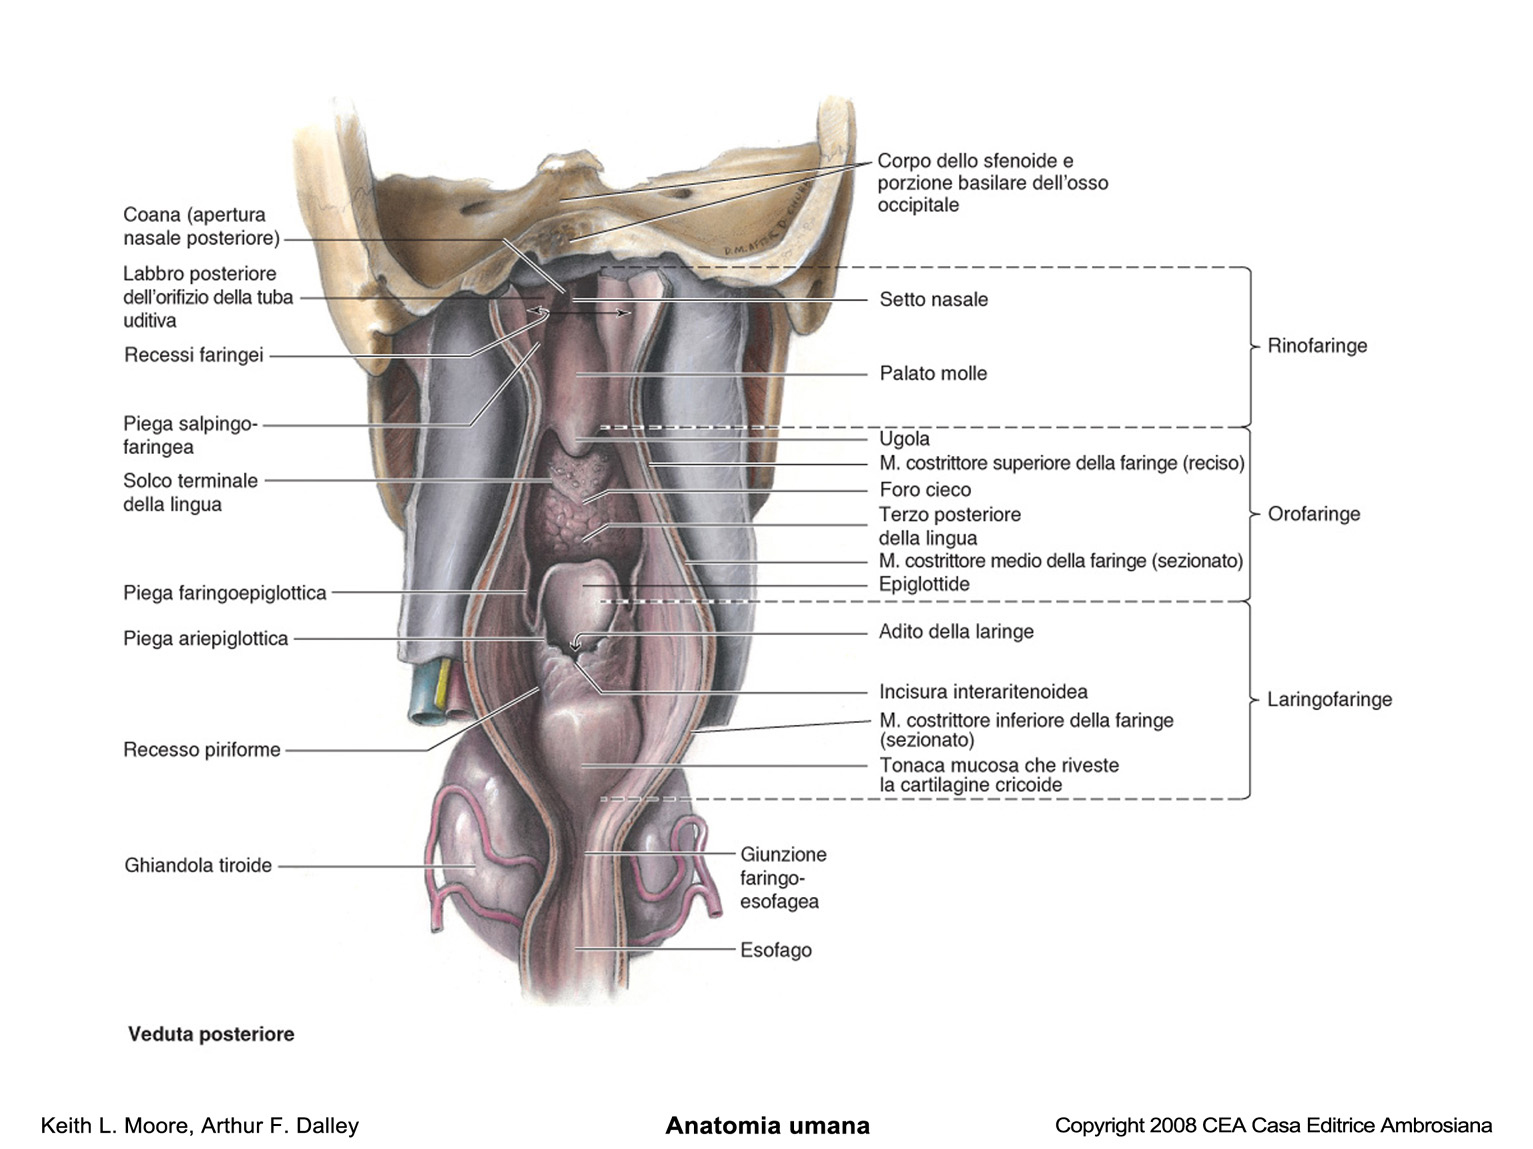 Corpo dello sfenoide e
porzione basilare dell'osso
occipitale
Coana (apertura
nasale posteriore)
Labbro posteriore
dell'orifizio della tuba
uditiva
Recessi faringei
Piega salpingo-
faringea
Solco terminale
della lingua
Piega faringoepiglottica
Piega ariepiglottica
Recesso piriforme
Ghiandola tiroide
D.M. AFTER D. CHUBB
Setto nasale
Palato molle
Ugola
M. costrittore superiore della faringe (reciso)
Foro cieco
Terzo posteriore
della lingua
M. costrittore medio della faringe (sezionato)
Epiglottide
Adito della laringe
Incisura interaritenoidea
M. costrittore inferiore della faringe
(sezionato)
Tonaca mucosa che riveste
la cartilagine cricoide
Giunzione
faringo-
esofagea
Esofago
Rinofaringe
Orofaringe
Laringofaringe
Veduta posteriore
Keith L. Moore, Arthur F. Dalley
Anatomia umana
Copyright 2008 CEA Casa Editrice Ambrosiana